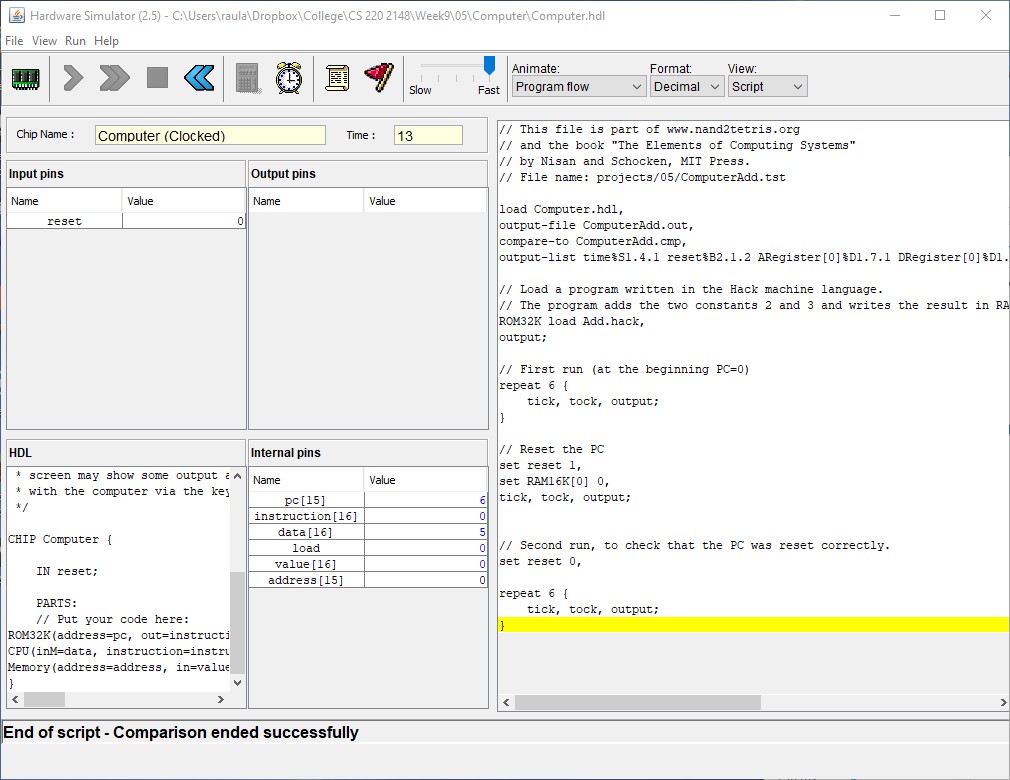 Hardware Simulator (2.5) - C:\Users\raula\Dropbox\College\CS 220 2148\Week9\05\Computer\Computer.hdl
File View Run Help
Slow Fast
Animate:
Program flow
Format:
Decimal
View:
Script
Chip Name : Computer (Clocked) Time : 13
Input pins
Name Value
reset 0
Output pins
Name Value
HDL
* screen may show some output a
* with the computer via the key
*/
CHIP Computer {
IN reset;
PARTS:
// Put your code here:
ROM32K(address=pc, out=instructi
CPU(inM=data, instruction=instru
Memory(address=address, in=value
}
Internal pins
Name Value
pc[15] 6
instruction[16] 0
data[16] 5
load 0
value[16] 0
address[15] 0
// This file is part of www.nand2tetris.org
// and the book "The Elements of Computing Systems"
// by Nisan and Schocken, MIT Press.
// File name: projects/05/ComputerAdd.tst
load Computer.hdl,
output-file ComputerAdd.out,
compare-to ComputerAdd.cmp,
output-list time%S1.4.1 reset%B2.1.2 ARegister[0]%D1.7.1 DRegister[0]%D1.
// Load a program written in the Hack machine language.
// The program adds the two constants 2 and 3 and writes the result in RA
ROM32K load Add.hack,
output;
// First run (at the beginning PC=0)
repeat 6 {
tick, tock, output;
}
// Reset the PC
set reset 1,
set RAM16K[0] 0,
tick, tock, output;
// Second run, to check that the PC was reset correctly.
set reset 0,
repeat 6 {
tick, tock, output;
}
End of script - Comparison ended successfully